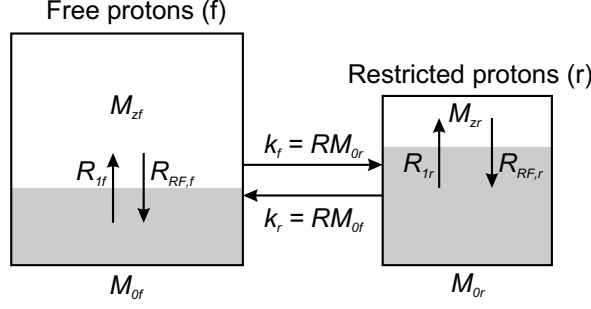 Free protons (f)
Restricted protons (r)
M_zf
M_zr
k_f = RM_0r
R_1f
R_RF,f
R_1r
R_RF,r
k_r = RM_0f
M_0f
M_0r